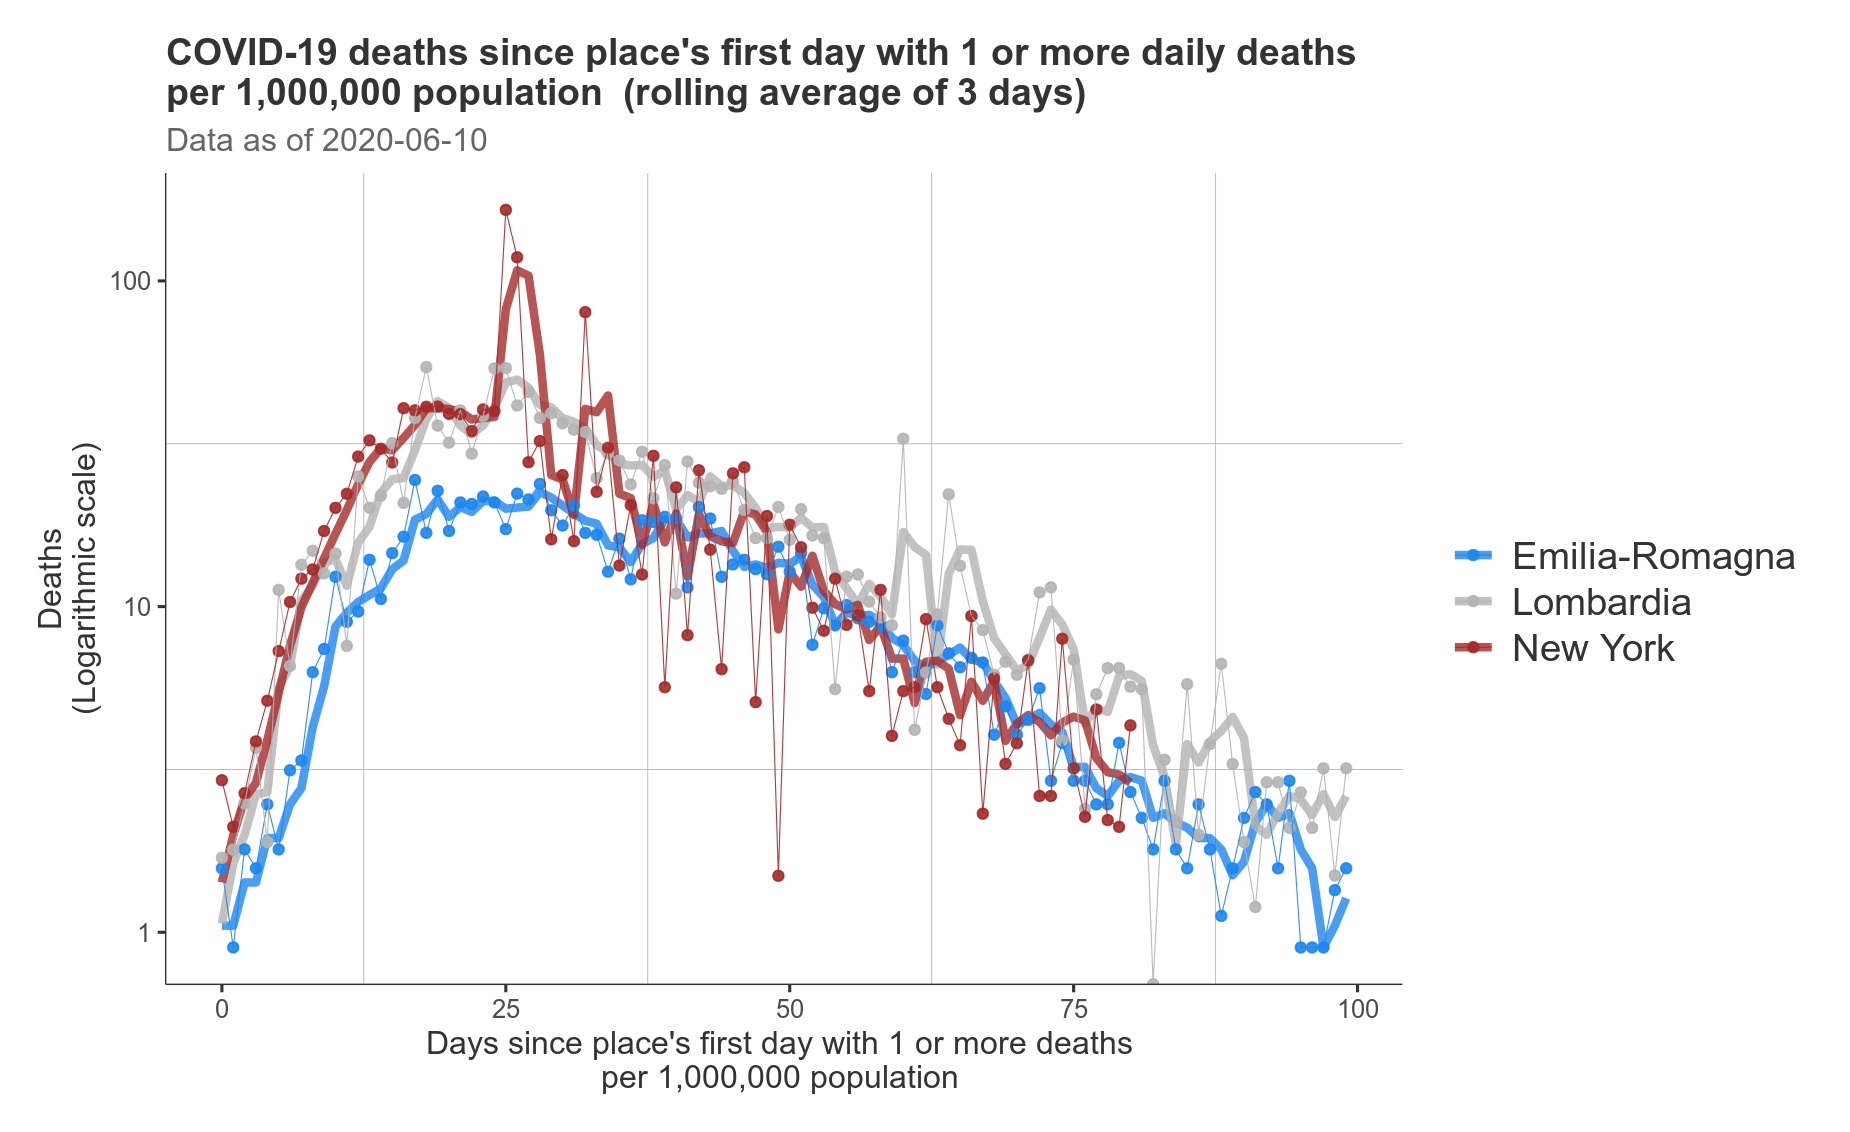 COVID-19 deaths since place's first day with 1 or more daily deaths
per 1,000,000 population  (rolling average of 3 days)
Data as of 2020-06-10
Deaths
(Logarithmic scale)
100
10
1
0
25
50
75
100
Days since place's first day with 1 or more deaths
per 1,000,000 population
Emilia-Romagna
Lombardia
New York